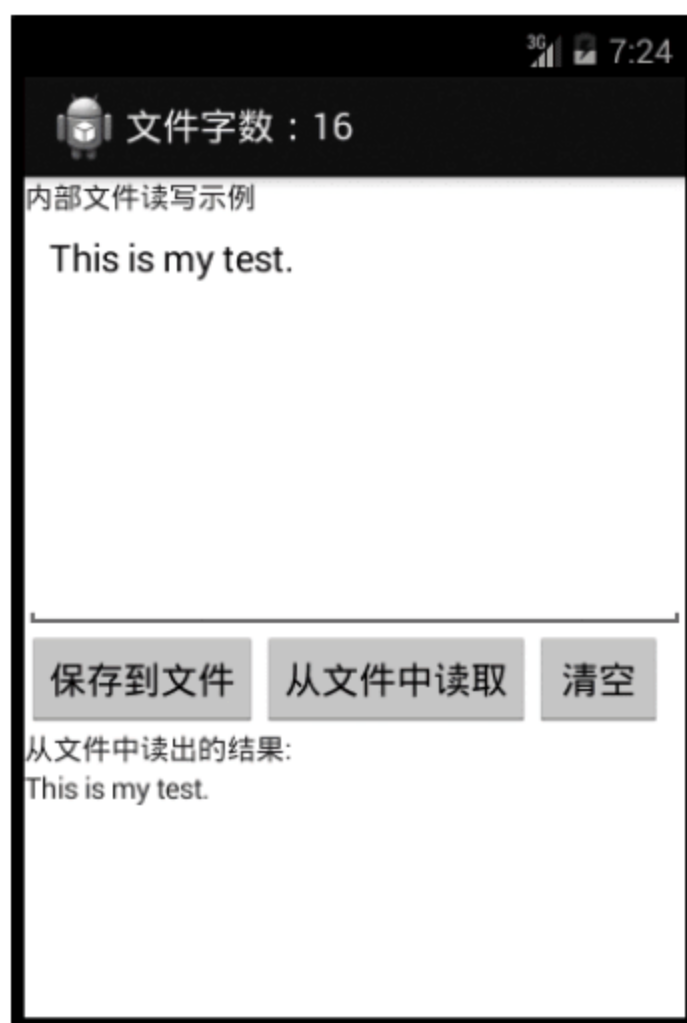 3G 7:24
文件字数：16
内部文件读写示例
This is my test.
保存到文件 从文件中读取 清空
从文件中读出的结果:
This is my test.